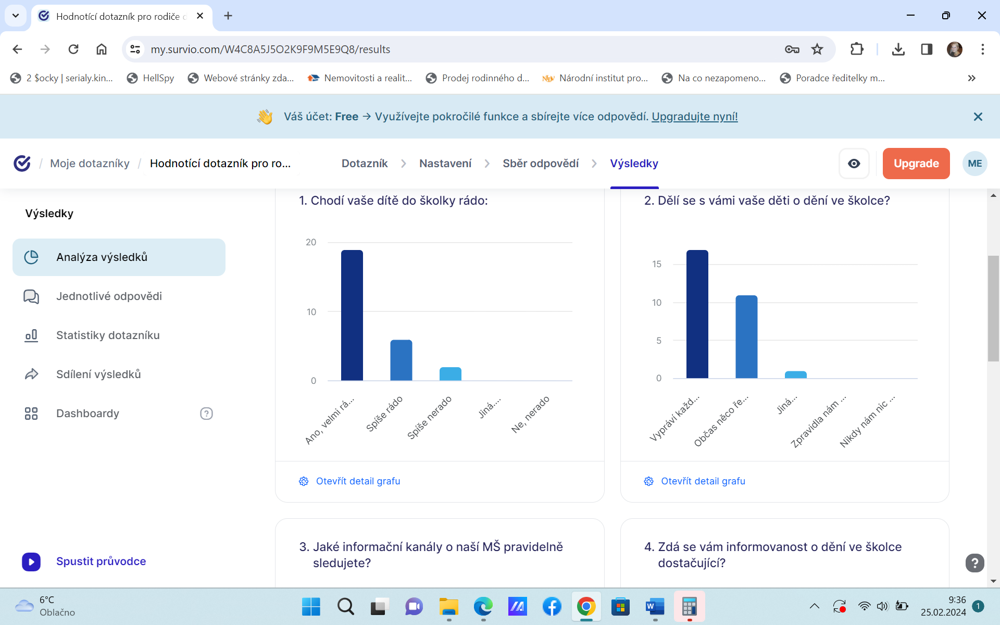 Hodnotící dotazník pro rodiče
my.survio.com/W4C8A5J5O2K9F9M5E9Q8/results
2 $ocky | serialy.kin...
HellSpy
Webové stránky zda...
Nemovitosti a realit...
Prodej rodinného d...
Národní institut pro...
Na co nezapomeno...
Poradce ředitelky m...
Váš účet: Free → Využívejte pokročilé funkce a sbírejte více odpovědí. Upgradujte nyní!
/ Moje dotazníky / Hodnotící dotazník pro ro...
Dotazník
Nastavení
Sběr odpovědí
Výsledky
Upgrade
ME
Výsledky
Analýza výsledků
Jednotlivé odpovědi
Statistiky dotazníku
Sdílení výsledků
Dashboardy
?
Spustit průvodce
1. Chodí vaše dítě do školky rádo:
20
10
0
Ano, velmi rá...
Spíše rádo
Spíše nerado
Jiná....
Ne, nerado
Otevřít detail grafu
2. Dělí se s vámi vaše děti o dění ve školce?
15
10
5
0
Vypráví každ...
Občas něco ře...
Jiná...
Zpravidla nám ...
Nikdy nám nic ...
Otevřít detail grafu
3. Jaké informační kanály o naší MŠ pravidelně
sledujete?
4. Zdá se vám informovanost o dění ve školce
dostačující?
?
6°C
Oblačno
9:36
25.02.2024
1